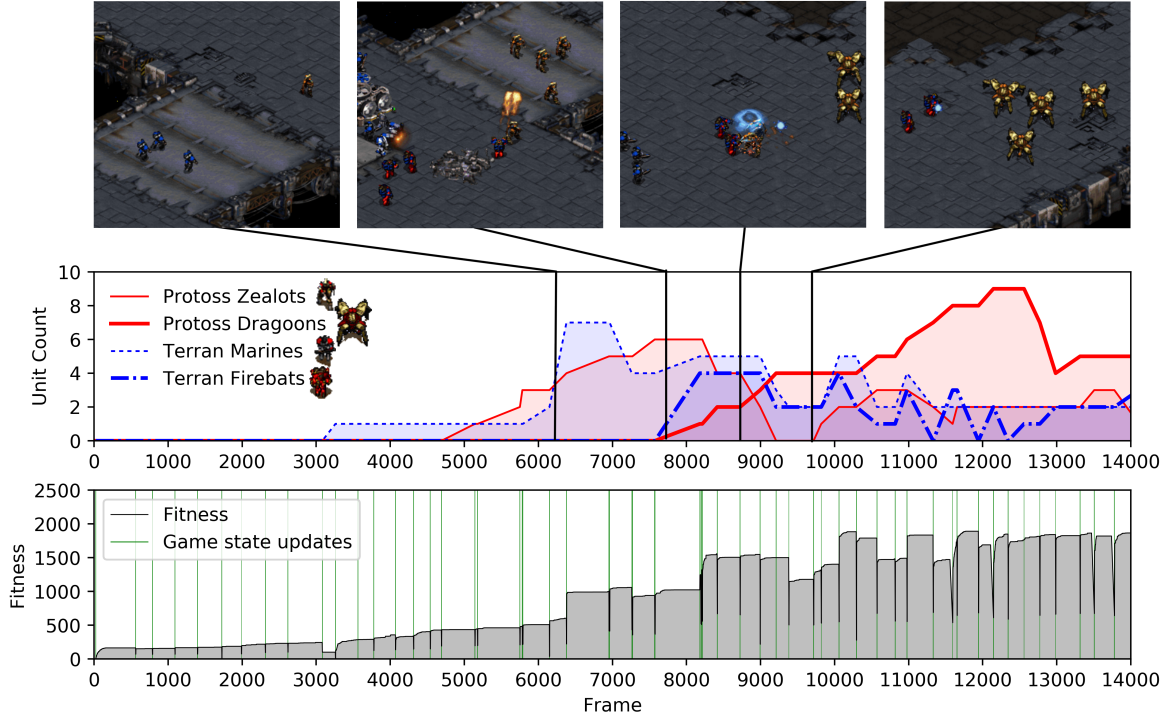 10
8
6
4
2
0
Unit Count
Protoss Zealots
Protoss Dragoons
Terran Marines
Terran Firebats
0 1000 2000 3000 4000 5000 6000 7000 8000 9000 10000 11000 12000 13000 14000
2500
2000
1500
1000
500
0
Fitness
Fitness
Game state updates
0 1000 2000 3000 4000 5000 6000 7000 8000 9000 10000 11000 12000 13000 14000
Frame